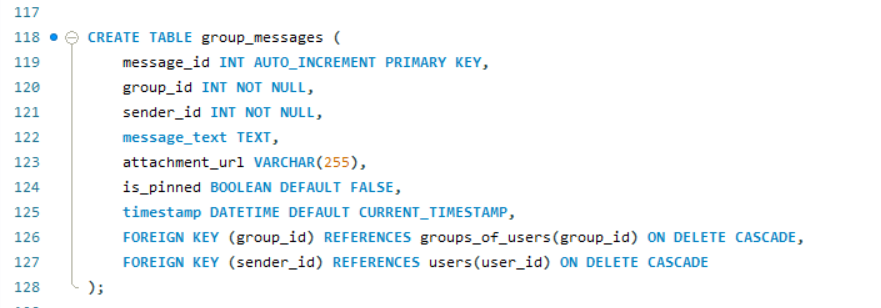 117
118 CREATE TABLE group_messages (
119 message_id INT AUTO_INCREMENT PRIMARY KEY,
120 group_id INT NOT NULL,
121 sender_id INT NOT NULL,
122 message_text TEXT,
123 attachment_url VARCHAR(255),
124 is_pinned BOOLEAN DEFAULT FALSE,
125 timestamp DATETIME DEFAULT CURRENT_TIMESTAMP,
126 FOREIGN KEY (group_id) REFERENCES groups_of_users(group_id) ON DELETE CASCADE,
127 FOREIGN KEY (sender_id) REFERENCES users(user_id) ON DELETE CASCADE
128 );